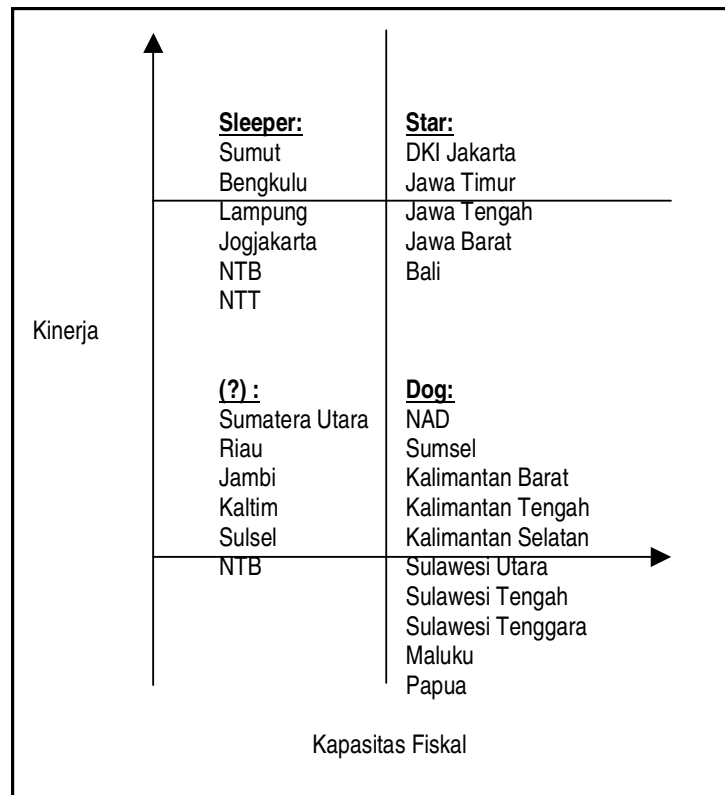 Sleeper:
Sumut
Bengkulu
Lampung
Jogjakarta
NTB
NTT
Star:
DKI Jakarta
Jawa Timur
Jawa Tengah
Jawa Barat
Bali
Kinerja
(?) :
Sumatera Utara
Riau
Jambi
Kaltim
Sulsel
NTB
Dog:
NAD
Sumsel
Kalimantan Barat
Kalimantan Tengah
Kalimantan Selatan
Sulawesi Utara
Sulawesi Tengah
Sulawesi Tenggara
Maluku
Papua
Kapasitas Fiskal